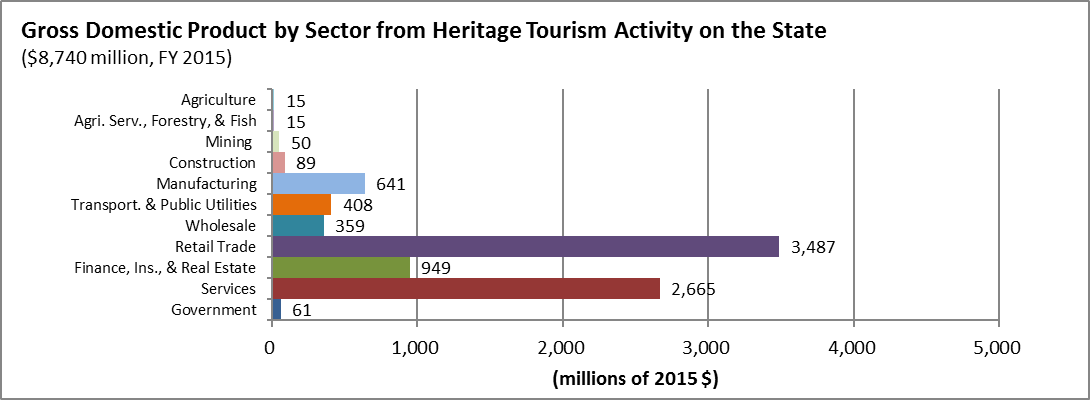 Gross Domestic Product by Sector from Heritage Tourism Activity on the State
($8,740 million, FY 2015)
Agriculture 15
Agri. Serv., Forestry, & Fish 15
Mining 50
Construction 89
Manufacturing 641
Transport. & Public Utilities 408
Wholesale 359
Retail Trade 3,487
Finance, Ins., & Real Estate 949
Services 2,665
Government 61
0 1,000 2,000 3,000 4,000 5,000
(millions of 2015 $)